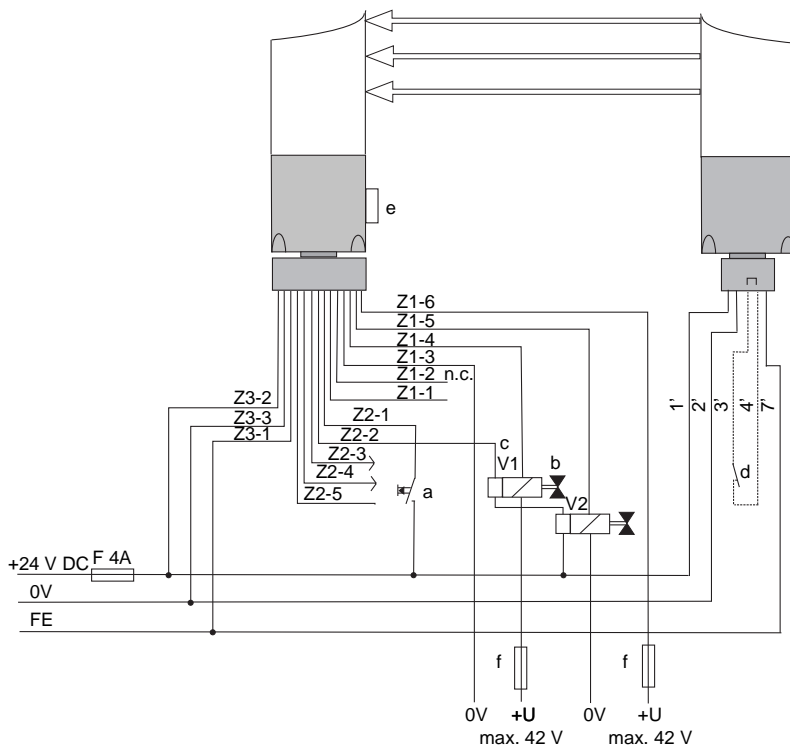 e
Z1-6
Z1-5
Z1-4
Z1-3
Z1-2 n.c.
Z1-1
Z3-2
Z3-3
Z3-1
Z2-1
Z2-2
Z2-3
Z2-4
Z2-5
a
c
V1
b
V2
1'
2'
3'
4'
7'
d
+24 V DC F 4A
0V
FE
f
f
0V +U 0V +U
max. 42 V max. 42 V